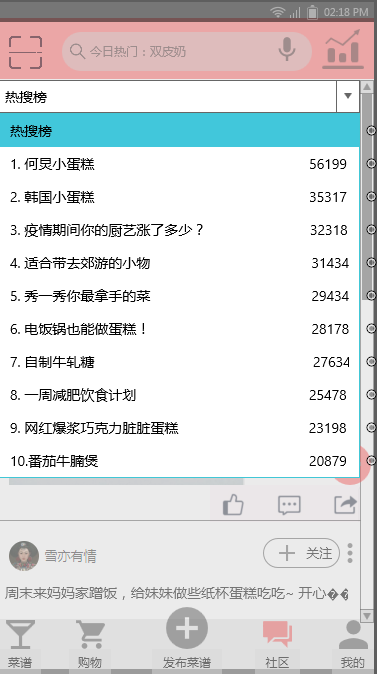 02:18 PM
今日热门：双皮奶
热搜榜
热搜榜
1. 何炅小蛋糕 56199
2. 韩国小蛋糕 35317
3. 疫情期间你的厨艺涨了多少？ 32318
4. 适合带去郊游的小物 31434
5. 秀一秀你最拿手的菜 29434
6. 电饭锅也能做蛋糕！ 28178
7. 自制牛轧糖 27634
8. 一周减肥饮食计划 25478
9. 网红爆浆巧克力脏脏蛋糕 23198
10.番茄牛腩煲 20879
雪亦有情 关注
周末来妈妈家蹭饭，给妹妹做些纸杯蛋糕吃吃~ 开心��
菜谱 购物 发布菜谱 社区 我的